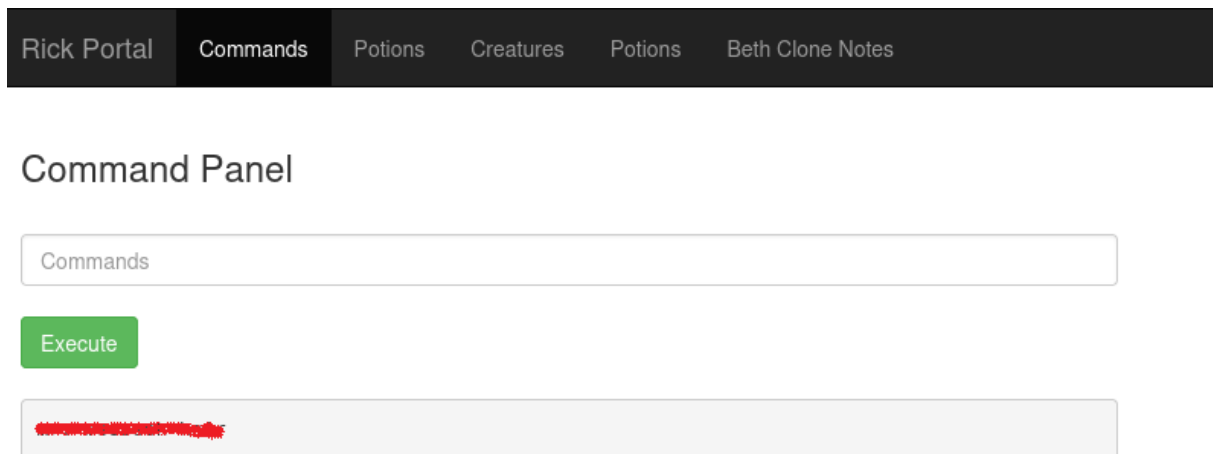 Rick Portal Commands Potions Creatures Potions Beth Clone Notes
Command Panel
Commands
Execute